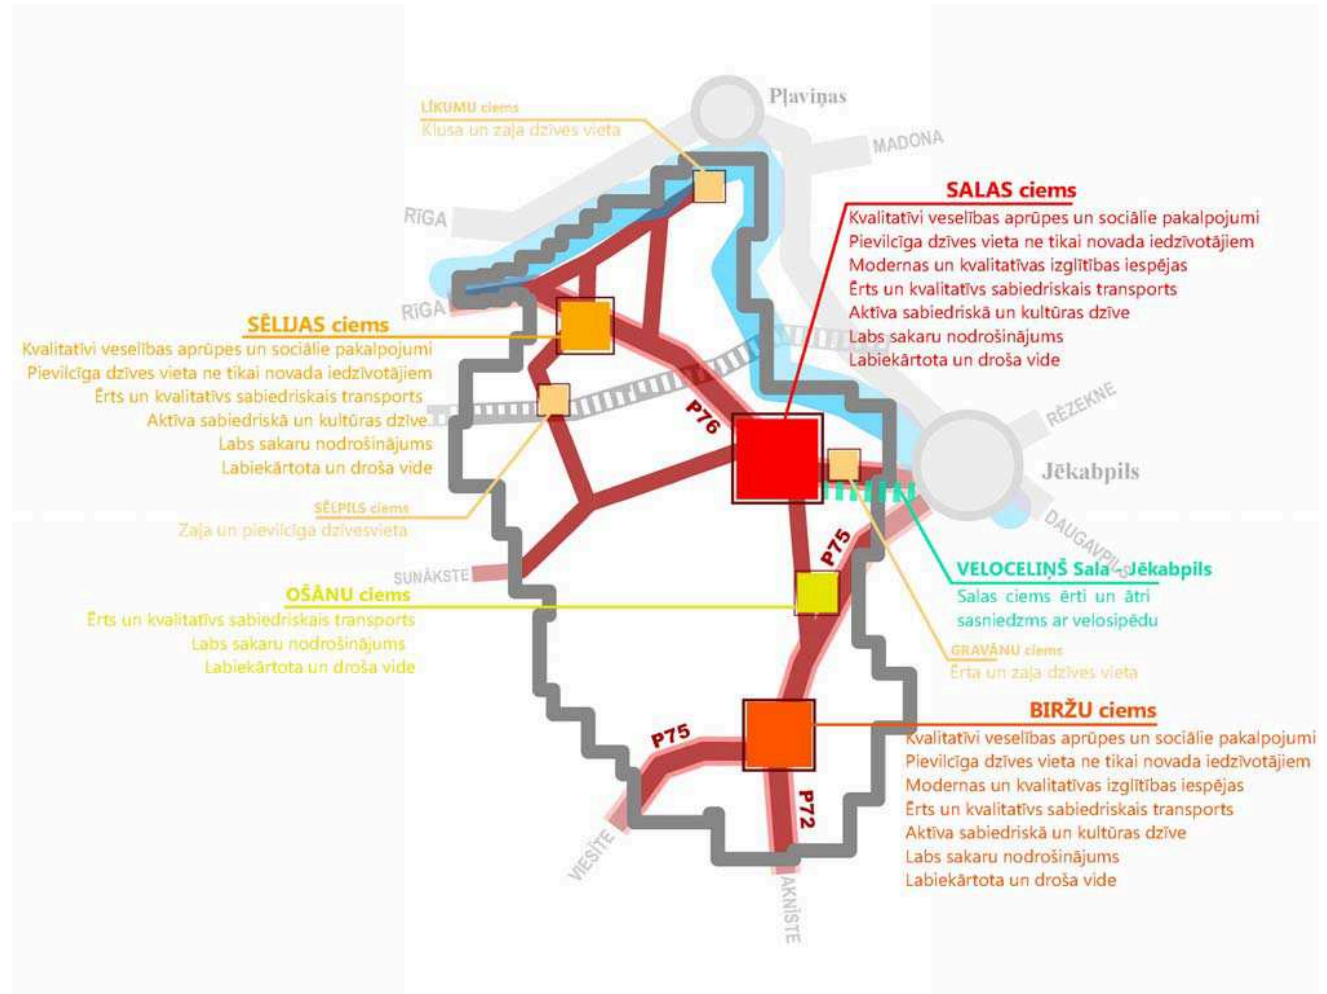 Pļaviņas
LĪKUMU ciems
Klusa un zaļa dzīves vieta
MADONA
RĪGA
SALAS ciems
Kvalitatīvi veselības aprūpes un sociālie pakalpojumi
Pievilcīga dzīves vieta ne tikai novada iedzīvotājiem
Modernas un kvalitatīvas izglītības iespējas
Ērts un kvalitatīvs sabiedriskais transports
Aktīva sabiedriskā un kultūras dzīve
Labs sakaru nodrošinājums
Labiekārtota un droša vide
RĪGA
SĒLIJAS ciems
Kvalitatīvi veselības aprūpes un sociālie pakalpojumi
Pievilcīga dzīves vieta ne tikai novada iedzīvotājiem
Ērts un kvalitatīvs sabiedriskais transports
Aktīva sabiedriskā un kultūras dzīve
Labs sakaru nodrošinājums
Labiekārtota un droša vide
P76
RĒZEKNE
Jēkabpils
DAUGAVPILS
SĒLPILS ciems
Zaļa un pievilcīga dzīvesvieta
P75
SUNĀKSTE
VELOCELIŅŠ Sala - Jēkabpils
Salas ciems ērti un ātri
sasniedzms ar velosipēdu
OŠĀNU ciems
Ērts un kvalitatīvs sabiedriskais transports
Labs sakaru nodrošinājums
Labiekārtota un droša vide
GRAVĀNU ciems
Ērta un zaļa dzīves vieta
BIRŽU ciems
Kvalitatīvi veselības aprūpes un sociālie pakalpojumi
Pievilcīga dzīves vieta ne tikai novada iedzīvotājiem
Modernas un kvalitatīvas izglītības iespējas
Ērts un kvalitatīvs sabiedriskais transports
Aktīva sabiedriskā un kultūras dzīve
Labs sakaru nodrošinājums
Labiekārtota un droša vide
P75
P72
VIESĪTE
AKNĪSTE